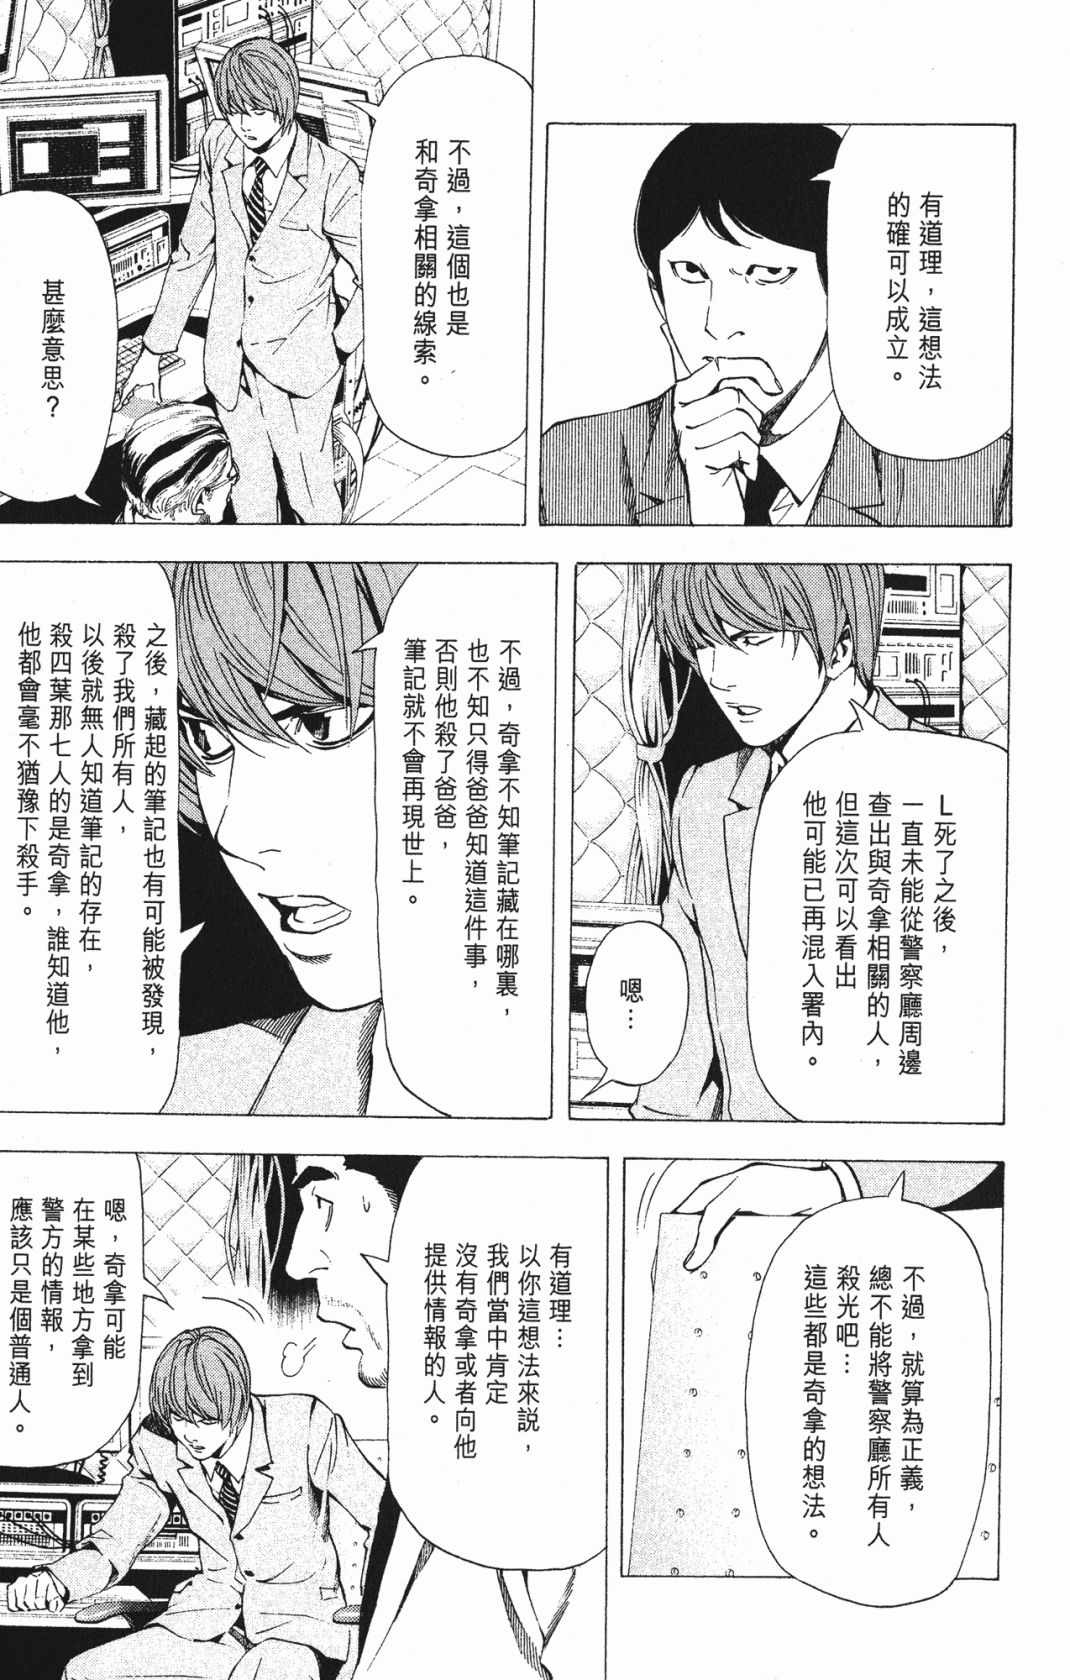 有道理，這想法
的確可以成立。
不過，這個也是
和奇拿相關的線索。
甚麼意思？
L死了之後，
一直未能從警察廳周邊
查出與奇拿相關的人，
但這次可以看出
他可能已再混入署內。
嗯…
不過，奇拿不知筆記藏在哪裏，
也不知只得爸爸知道這件事，
否則他殺了爸爸，
筆記就不會再現世上。
之後，藏起的筆記也有可能被發現，
殺了我們所有人，
以後就無人知道筆記的存在，
殺四葉那七人的是奇拿，誰知道他，
他都會毫不猶豫下殺手。
不過，就算為正義，
總不能將警察廳所有人
殺光吧…
這些都是奇拿的想法。
有道理…
以你這想法來說，
我們當中肯定
沒有奇拿或者向他
提供情報的人。
嗯，奇拿可能
在某些地方拿到
警方的情報，
應該只是個普通人。